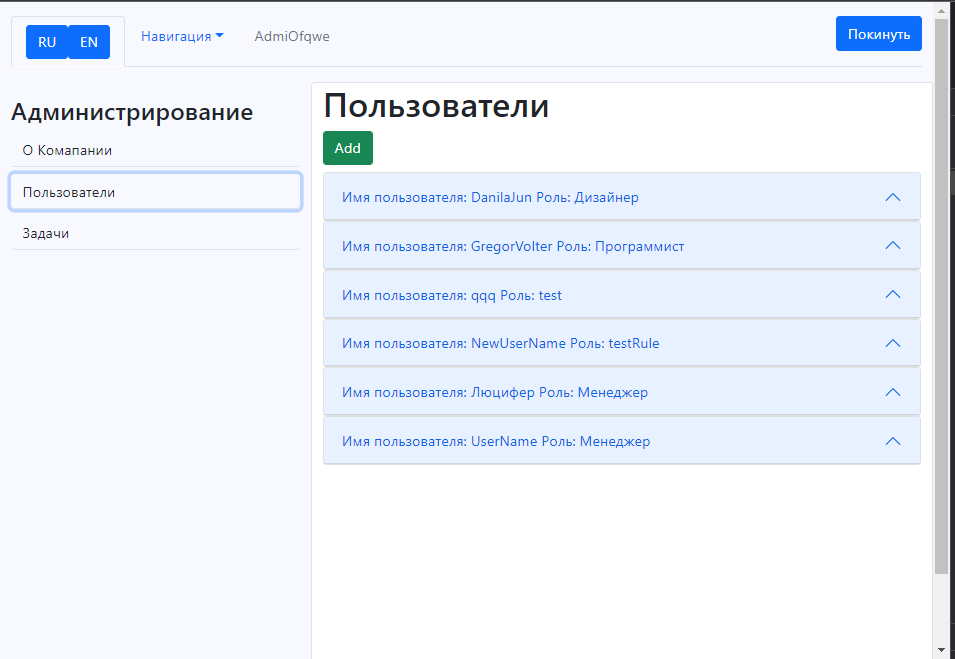 RU EN Навигация AdmiOfqwe Покинуть
Администрирование
О Комапании
Пользователи
Задачи
Пользователи
Add
Имя пользователя: DanilaJun Роль: Дизайнер
Имя пользователя: GregorVolter Роль: Программист
Имя пользователя: qqq Роль: test
Имя пользователя: NewUserName Роль: testRule
Имя пользователя: Люцифер Роль: Менеджер
Имя пользователя: UserName Роль: Менеджер